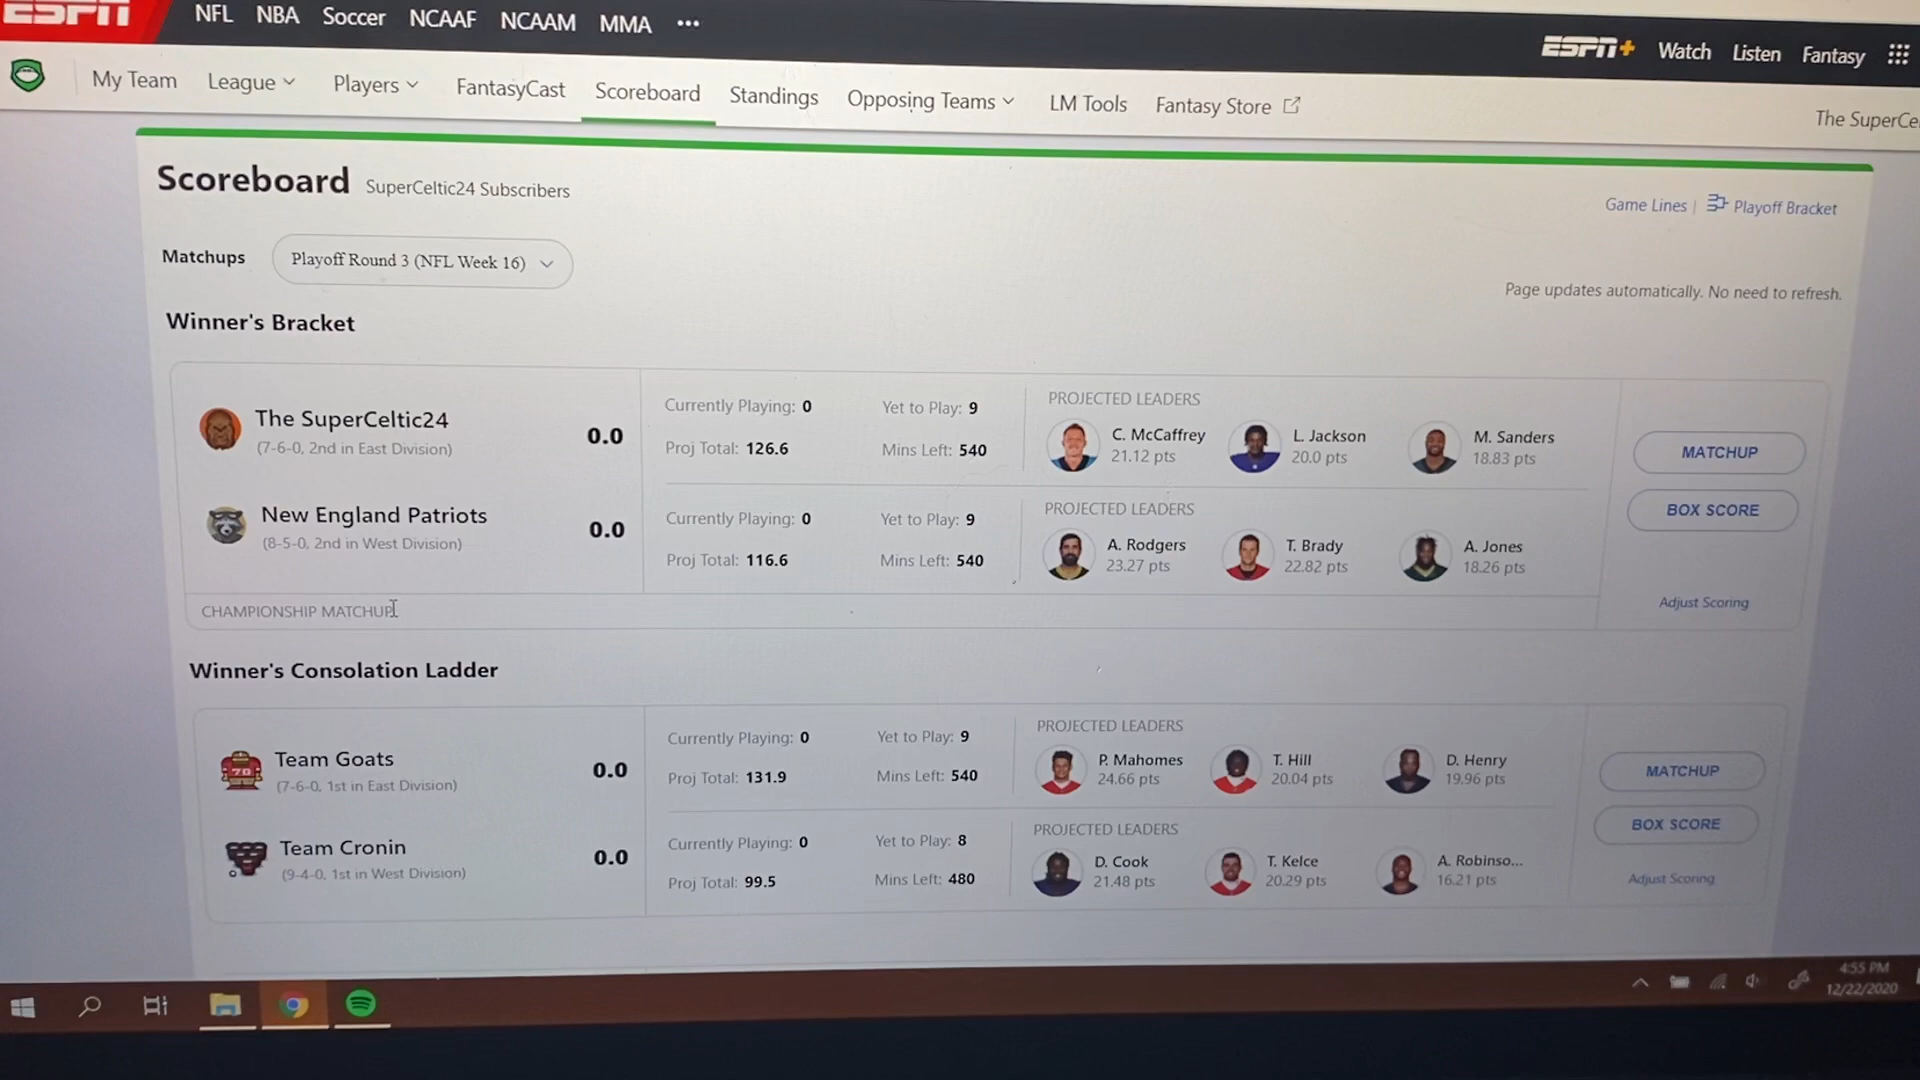 ESPN NFL NBA Soccer NCAAF NCAAM MMA •••
ESPN+ Watch Listen Fantasy
My Team League Players FantasyCast Scoreboard Standings Opposing Teams LM Tools Fantasy Store
The SuperCe
Scoreboard SuperCeltic24 Subscribers
Game Lines | Playoff Bracket
Matchups Playoff Round 3 (NFL Week 16)
Page updates automatically. No need to refresh.
Winner's Bracket
The SuperCeltic24
(7-6-0, 2nd in East Division)
0.0
Currently Playing: 0 Yet to Play: 9
Proj Total: 126.6 Mins Left: 540
PROJECTED LEADERS
C. McCaffrey L. Jackson M. Sanders
21.12 pts 20.0 pts 18.83 pts
New England Patriots
(8-5-0, 2nd in West Division)
0.0
Currently Playing: 0 Yet to Play: 9
Proj Total: 116.6 Mins Left: 540
PROJECTED LEADERS
A. Rodgers T. Brady A. Jones
23.27 pts 22.82 pts 18.26 pts
MATCHUP
BOX SCORE
Adjust Scoring
CHAMPIONSHIP MATCHUP
Winner's Consolation Ladder
Team Goats
(7-6-0, 1st in East Division)
0.0
Currently Playing: 0 Yet to Play: 9
Proj Total: 131.9 Mins Left: 540
PROJECTED LEADERS
P. Mahomes T. Hill D. Henry
24.66 pts 20.04 pts 19.96 pts
Team Cronin
(9-4-0, 1st in West Division)
0.0
Currently Playing: 0 Yet to Play: 8
Proj Total: 99.5 Mins Left: 480
PROJECTED LEADERS
D. Cook T. Kelce A. Robinso...
21.48 pts 20.29 pts 16.21 pts
MATCHUP
BOX SCORE
Adjust Scoring
4:55 PM
12/22/2020